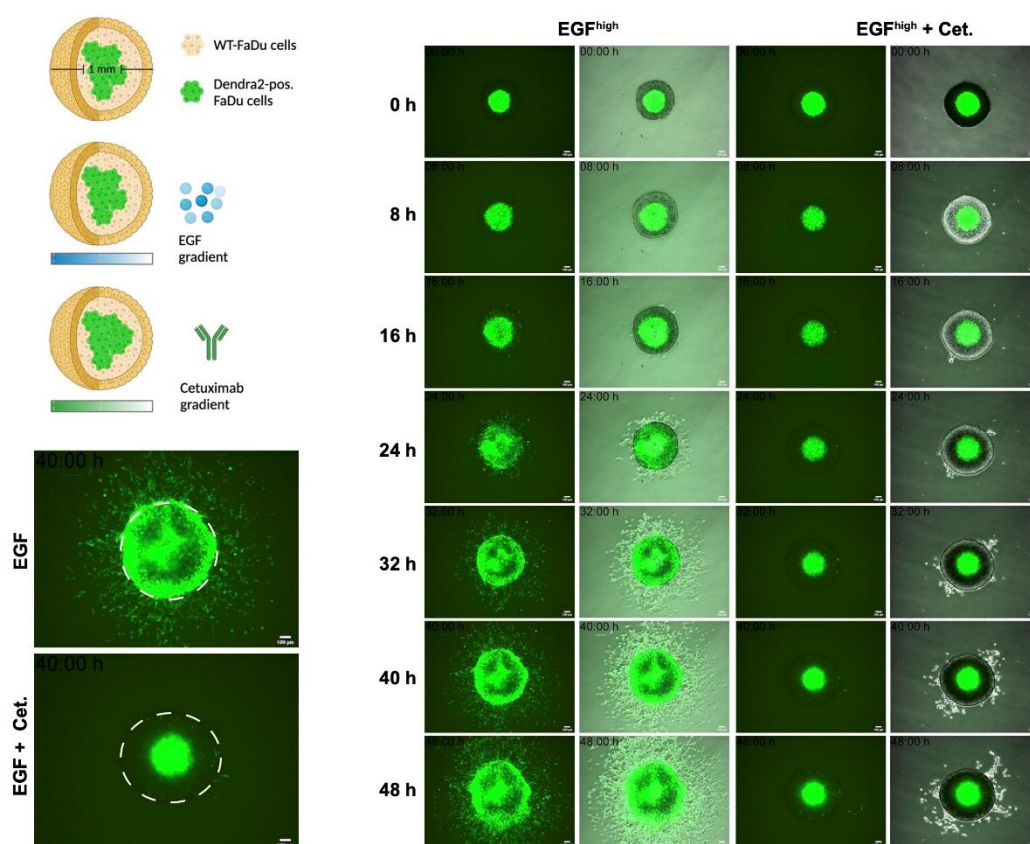 WT-FaDu cells
1 mm
Dendra2-pos.
FaDu cells
EGF
gradient
Cetuximab
gradient
40:00 h
EGF
100 µm
40:00 h
EGF + Cet.
EGFhigh
EGFhigh + Cet.
0 h
00:00 h
00:00 h
00:00 h
00:00 h
8 h
08:00 h
08:00 h
08:00 h
08:00 h
16 h
16:00 h
16:00 h
16:00 h
16:00 h
24 h
24:00 h
24:00 h
24:00 h
24:00 h
32 h
32:00 h
32:00 h
32:00 h
32:00 h
40 h
40:00 h
40:00 h
40:00 h
40:00 h
48 h
48:00 h
48:00 h
48:00 h
48:00 h